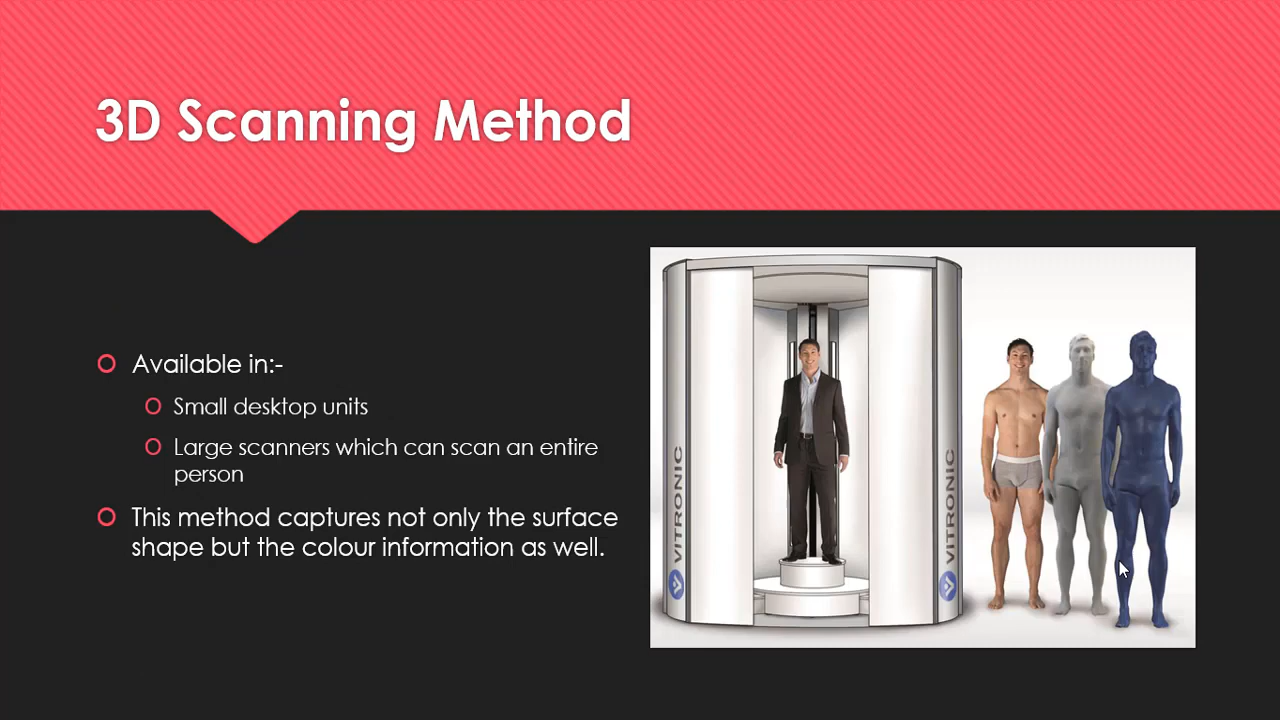 3D Scanning Method
Available in:-
Small desktop units
Large scanners which can scan an entire
person
This method captures not only the surface
shape but the colour information as well.
VITRONIC
VITRONIC